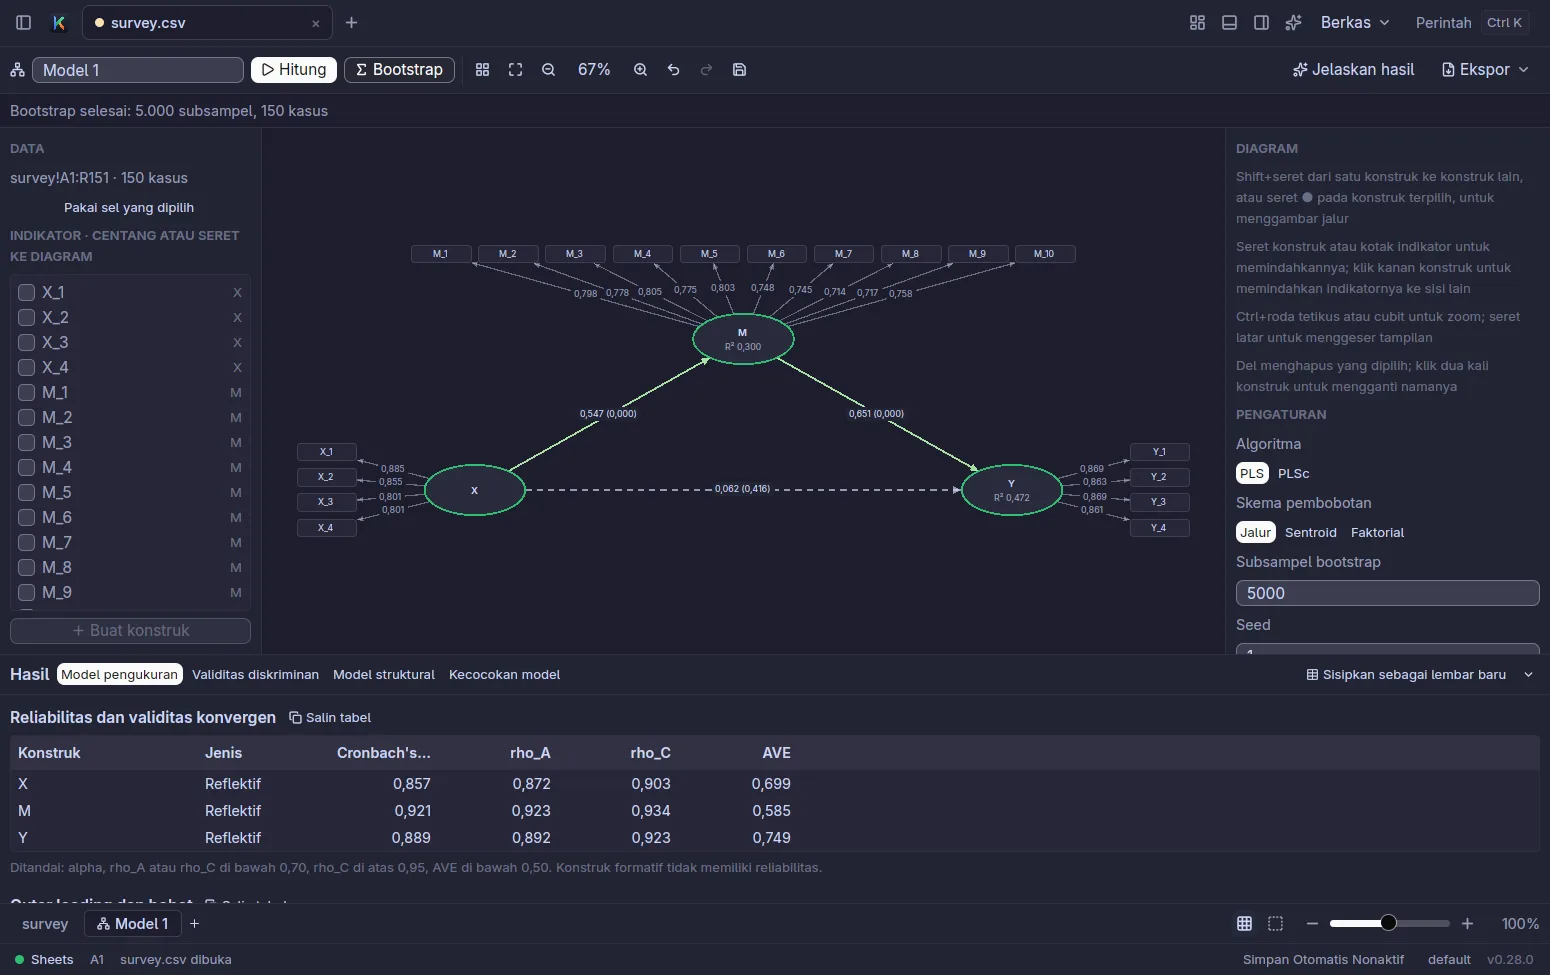 survey.csv
Berkas
Perintah Ctrl K
Model 1
Hitung
Bootstrap
67%
Jelaskan hasil
Ekspor
Bootstrap selesai: 5.000 subsampel, 150 kasus
DATA
survey!A1:R151 · 150 kasus
Pakai sel yang dipilih
INDIKATOR · CENTANG ATAU SERET
KE DIAGRAM
X_1 X
X_2 X
X_3 X
X_4 X
M_1 M
M_2 M
M_3 M
M_4 M
M_5 M
M_6 M
M_7 M
M_8 M
M_9 M
+ Buat konstruk
M_1 M_2 M_3 M_4 M_5 M_6 M_7 M_8 M_9 M_10
0,798 0,778 0,805 0,775 0,803 0,748 0,745 0,714 0,717 0,758
M
R² 0,300
0,547 (0,000)
0,651 (0,000)
X_1
X_2
X_3
X_4
0,885
0,855
0,801
0,801
X
0,062 (0,416)
Y
R² 0,472
0,869
0,863
0,869
0,861
Y_1
Y_2
Y_3
Y_4
DIAGRAM
Shift+seret dari satu konstruk ke konstruk lain,
atau seret ● pada konstruk terpilih, untuk
menggambar jalur
Seret konstruk atau kotak indikator untuk
memindahkannya; klik kanan konstruk untuk
memindahkan indikatornya ke sisi lain
Ctrl+roda tetikus atau cubit untuk zoom; seret
latar untuk menggeser tampilan
Del menghapus yang dipilih; klik dua kali
konstruk untuk mengganti namanya
PENGATURAN
Algoritma
PLS PLSc
Skema pembobotan
Jalur Sentroid Faktorial
Subsampel bootstrap
5000
Seed
Hasil Model pengukuran Validitas diskriminan Model struktural Kecocokan model
Sisipkan sebagai lembar baru
Reliabilitas dan validitas konvergen Salin tabel
Konstruk Jenis Cronbach's... rho_A rho_C AVE
X Reflektif 0,857 0,872 0,903 0,699
M Reflektif 0,921 0,923 0,934 0,585
Y Reflektif 0,889 0,892 0,923 0,749
Ditandai: alpha, rho_A atau rho_C di bawah 0,70, rho_C di atas 0,95, AVE di bawah 0,50. Konstruk formatif tidak memiliki reliabilitas.
survey Model 1 +
100%
Sheets A1 survey.csv dibuka
Simpan Otomatis Nonaktif default v0.28.0